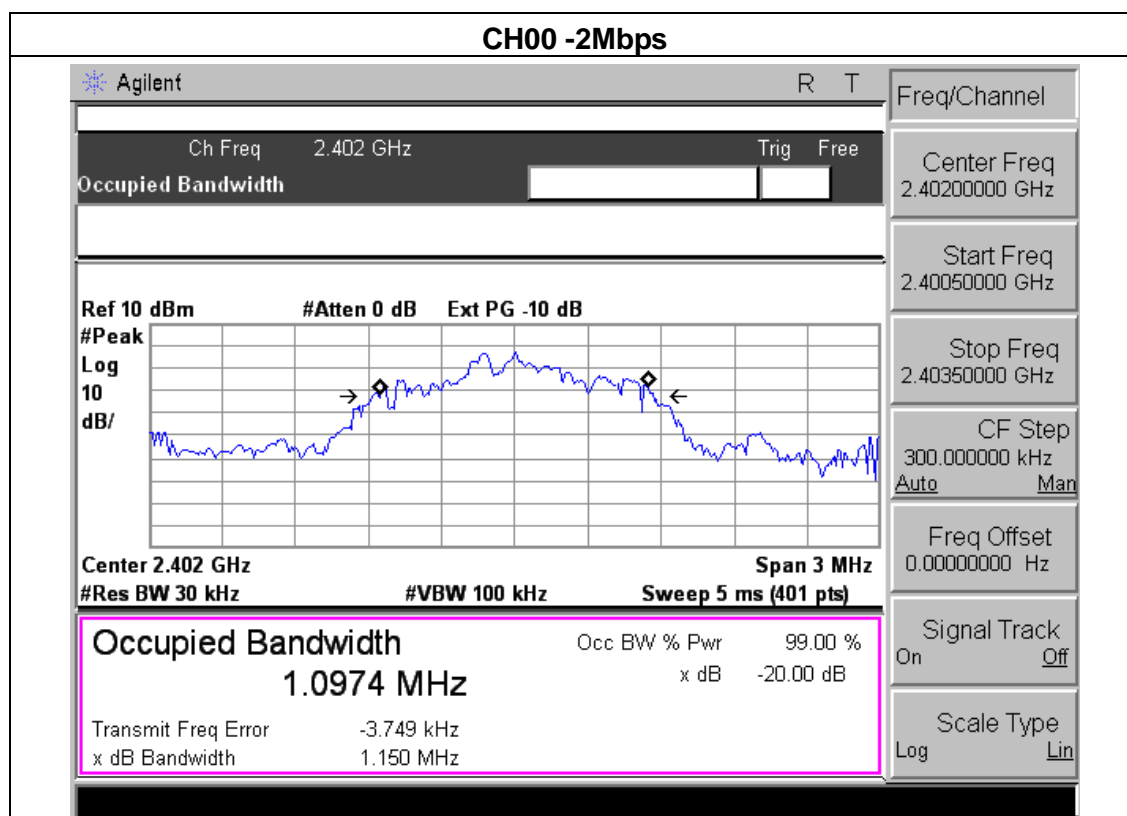 CH00 -2Mbps
Agilent R T
Freq/Channel
Ch Freq 2.402 GHz Trig Free
Occupied Bandwidth
Center Freq
2.40200000 GHz
Start Freq
2.40050000 GHz
Ref 10 dBm #Atten 0 dB Ext PG -10 dB
#Peak
Log
10
dB/
Stop Freq
2.40350000 GHz
CF Step
300.000000 kHz
Auto Man
Center 2.402 GHz Span 3 MHz
#Res BW 30 kHz #VBW 100 kHz Sweep 5 ms (401 pts)
Freq Offset
0.00000000 Hz
Occupied Bandwidth Occ BW % Pwr 99.00 %
1.0974 MHz x dB -20.00 dB
Transmit Freq Error -3.749 kHz
x dB Bandwidth 1.150 MHz
Signal Track
On Off
Scale Type
Log Lin